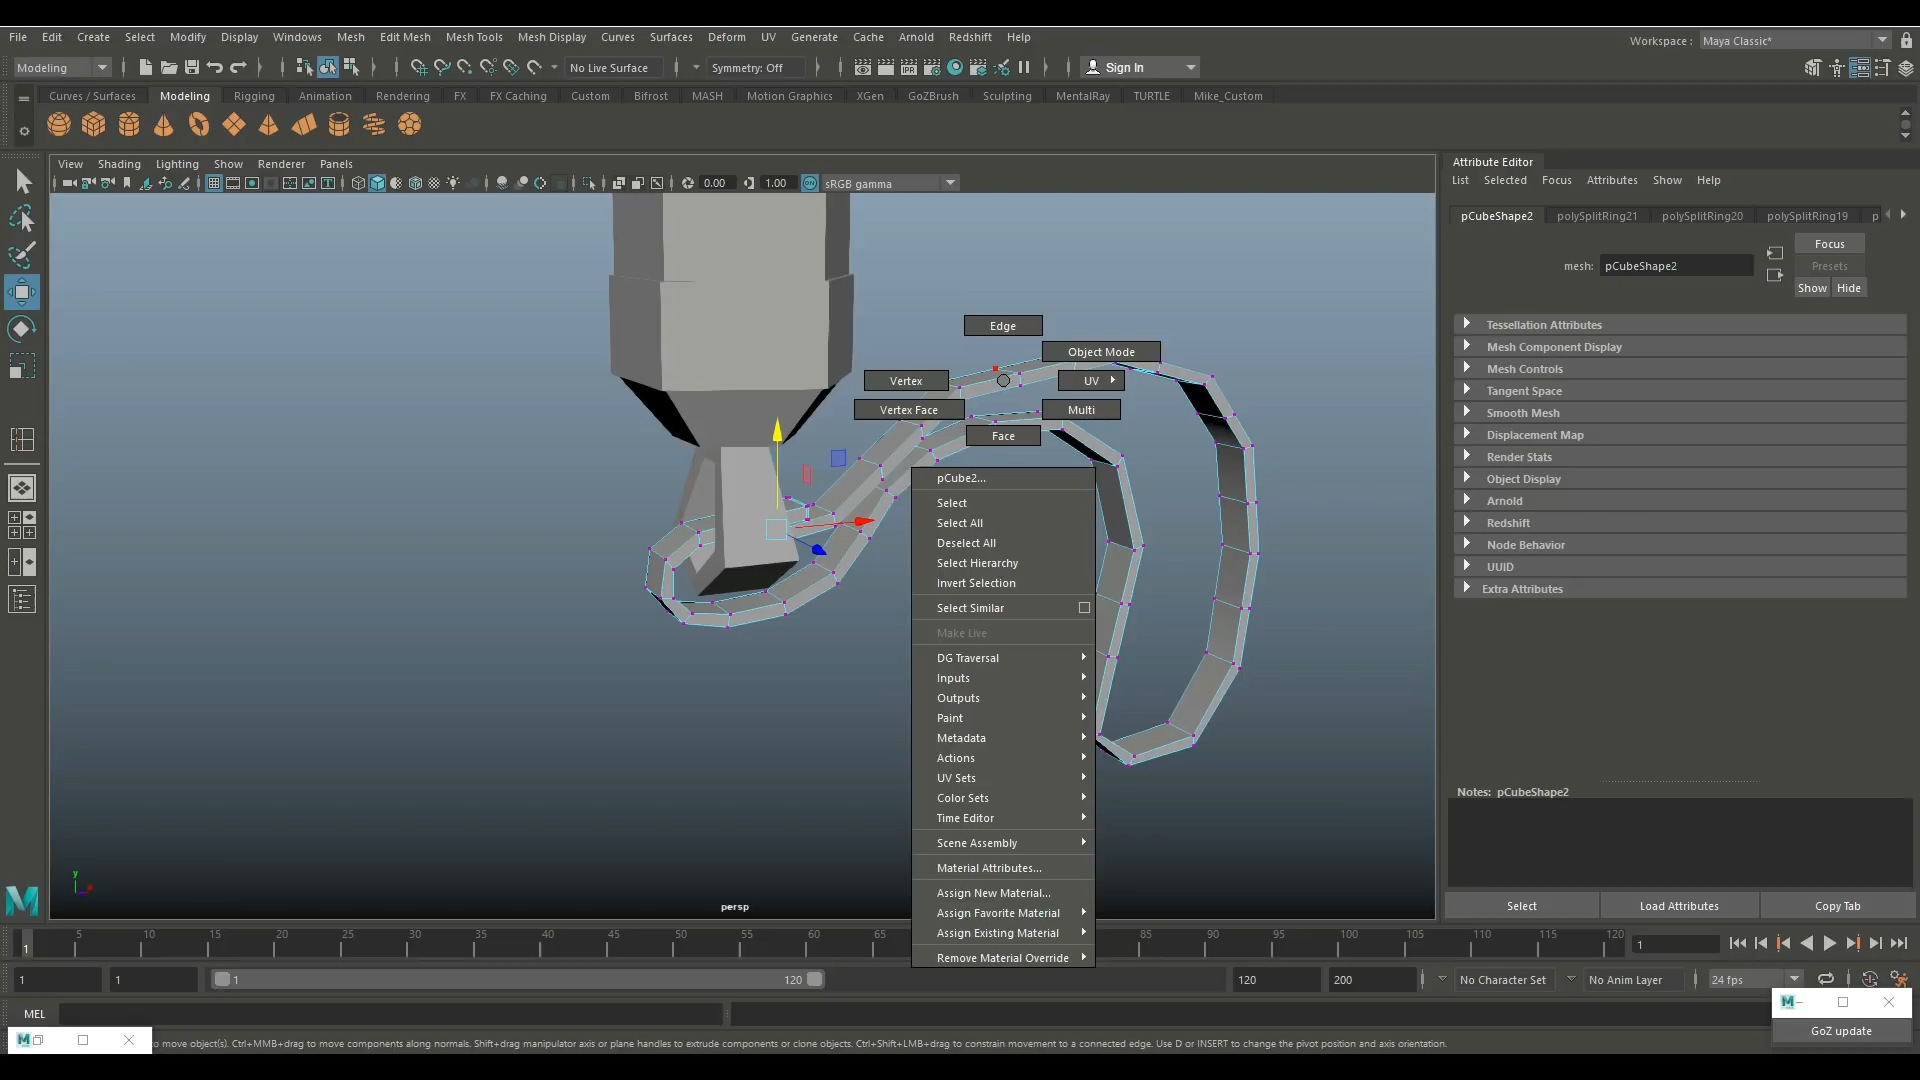 File Edit Create Select Modify Display Windows Mesh Edit Mesh Mesh Tools Mesh Display Curves Surfaces Deform UV Generate Cache Arnold Redshift Help
Workspace : Maya Classic*
Modeling No Live Surface Symmetry: Off Sign In
Curves / Surfaces Modeling Rigging Animation Rendering FX FX Caching Custom Bifrost MASH Motion Graphics XGen GoZBrush Sculpting MentalRay TURTLE Mike_Custom
View Shading Lighting Show Renderer Panels
0.00 1.00 sRGB gamma
Edge
Object Mode
Vertex UV
Vertex Face Multi
Face
pCube2...
Select
Select All
Deselect All
Select Hierarchy
Invert Selection
Select Similar
Make Live
DG Traversal
Inputs
Outputs
Paint
Metadata
Actions
UV Sets
Color Sets
Time Editor
Scene Assembly
Material Attributes...
Assign New Material...
Assign Favorite Material
Assign Existing Material
Remove Material Override
y
persp
Attribute Editor
List Selected Focus Attributes Show Help
pCubeShape2 polySplitRing21 polySplitRing20 polySplitRing19 p
Focus
mesh: pCubeShape2 Presets
Show Hide
Tessellation Attributes
Mesh Component Display
Mesh Controls
Tangent Space
Smooth Mesh
Displacement Map
Render Stats
Object Display
Arnold
Redshift
Node Behavior
UUID
Extra Attributes
Notes: pCubeShape2
Select Load Attributes Copy Tab
1 5 10 15 20 25 30 35 40 45 50 55 60 65 85 90 95 100 105 110 115 120 1
1 1 1 120 120 200 No Character Set No Anim Layer 24 fps
MEL
GoZ update
to move object(s). Ctrl+MMB+drag to move components along normals. Shift+drag manipulator axis or plane handles to extrude components or clone objects. Ctrl+Shift+LMB+drag to constrain movement to a connected edge. Use D or INSERT to change the pivot position and axis orientation.